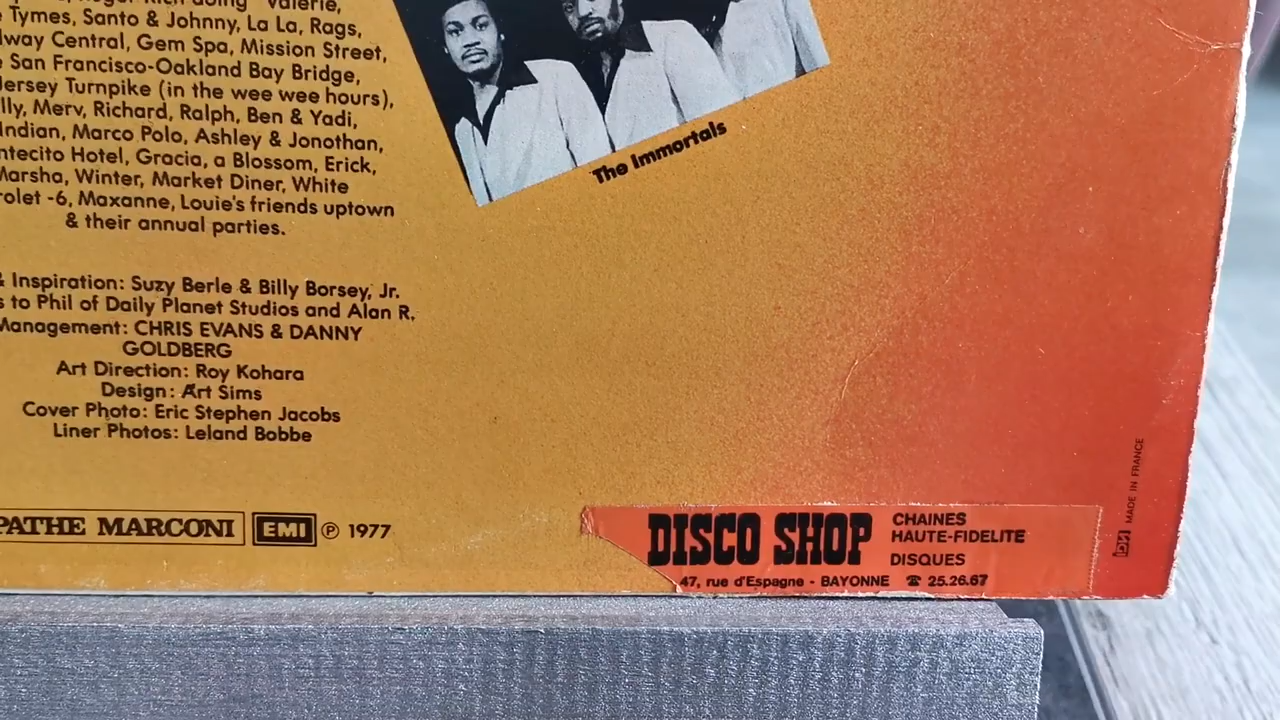 Valerie,
Tymes, Santo & Johnny, La La, Rags,
Central, Gem Spa, Mission Street,
San Francisco-Oakland Bay Bridge,
Jersey Turnpike (in the wee wee hours),
Merv, Richard, Ralph, Ben & Yadi,
Indian, Marco Polo, Ashley & Jonothan,
Hotel, Gracia, a Blossom, Erick,
Marsha, Winter, Market Diner, White
-6, Maxanne, Louie's friends uptown
& their annual parties.
The Immortals
& Inspiration: Suzy Berle & Billy Borsey, Jr.
to Phil of Daily Planet Studios and Alan R.
Management: CHRIS EVANS & DANNY
GOLDBERG
Art Direction: Roy Kohara
Design: Art Sims
Cover Photo: Eric Stephen Jacobs
Liner Photos: Leland Bobbe
PATHE MARCONI EMI ℗ 1977
DISCO SHOP
CHAINES
HAUTE-FIDELITE
DISQUES
47, rue d'Espagne - BAYONNE ☎ 25.26.67
MADE IN FRANCE